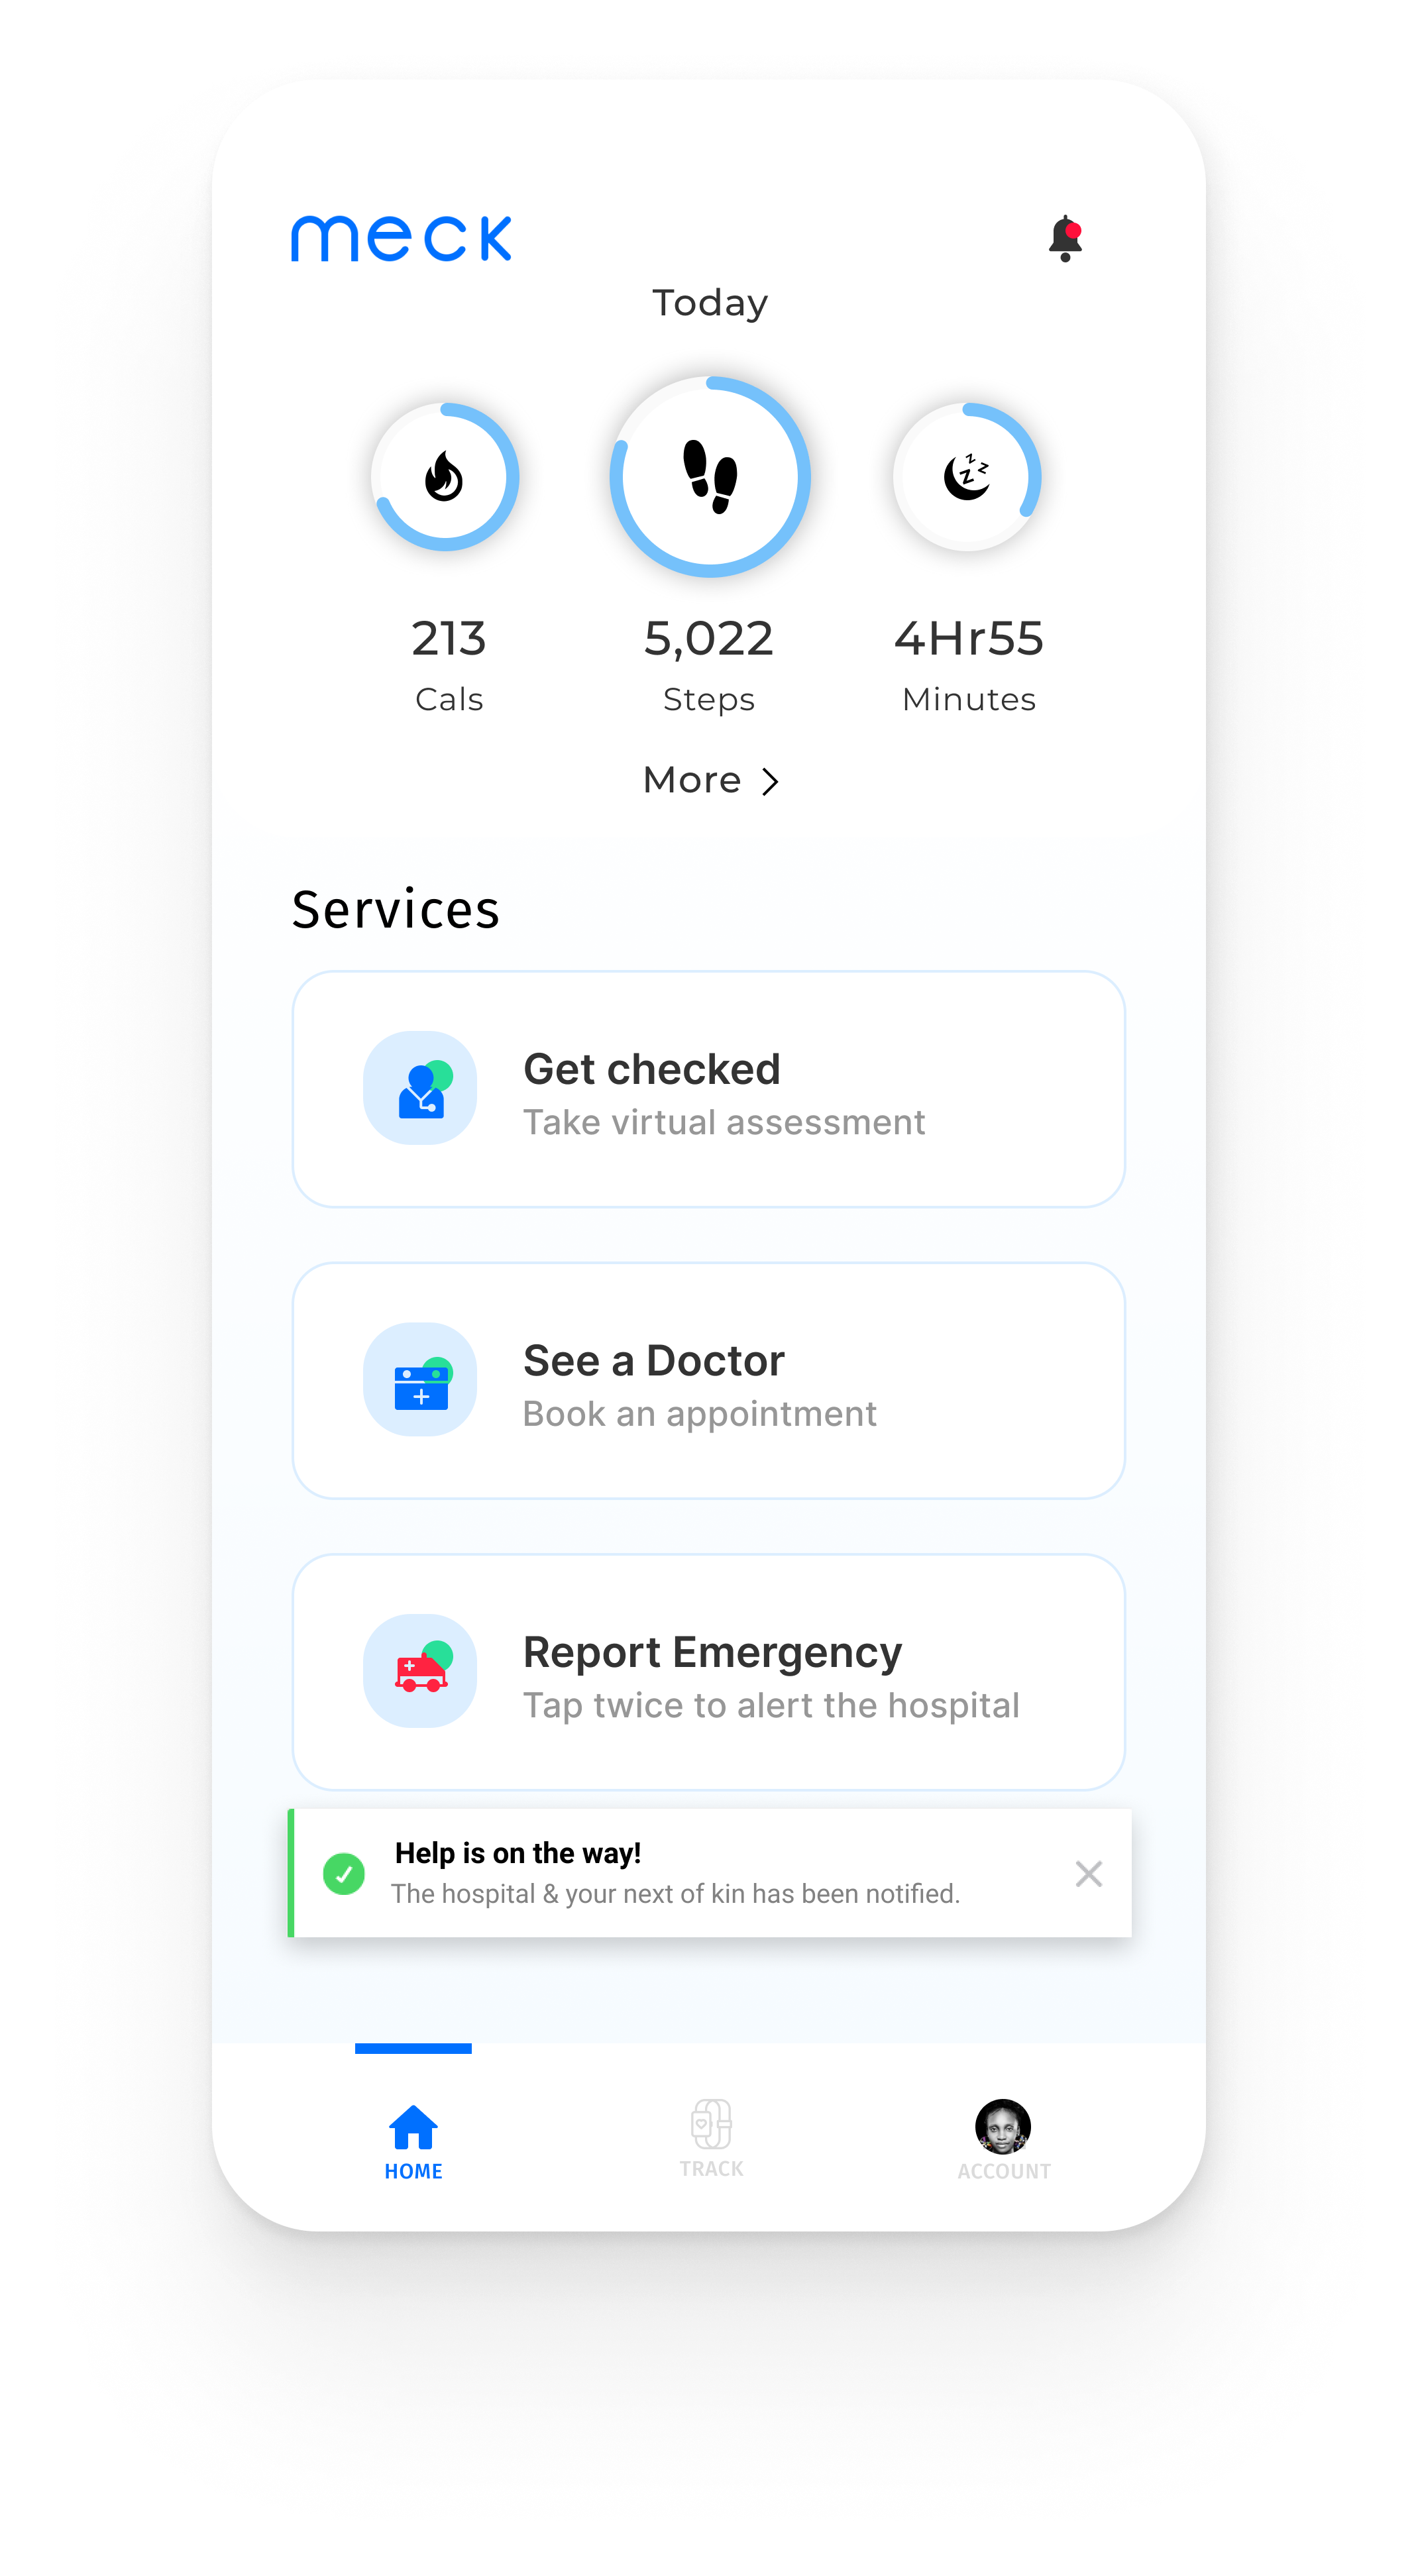 meck
Today
213
Cals
5,022
Steps
4Hr55
Minutes
More
Services
Get checked
Take virtual assessment
See a Doctor
Book an appointment
Report Emergency
Tap twice to alert the hospital
Help is on the way!
The hospital & your next of kin has been notified.
HOME
TRACK
ACCOUNT